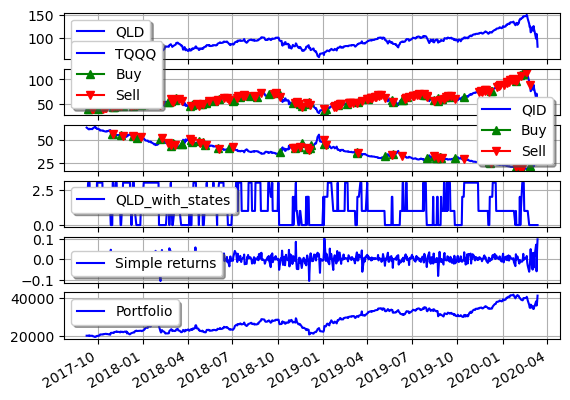 150
100
QLD
100
50
TQQQ
Buy
Sell
50
25
QID
Buy
Sell
2.5
0.0
QLD_with_states
0.1
0.0
−0.1
Simple returns
40000
20000
Portfolio
2017-10
2018-01
2018-04
2018-07
2018-10
2019-01
2019-04
2019-07
2019-10
2020-01
2020-04